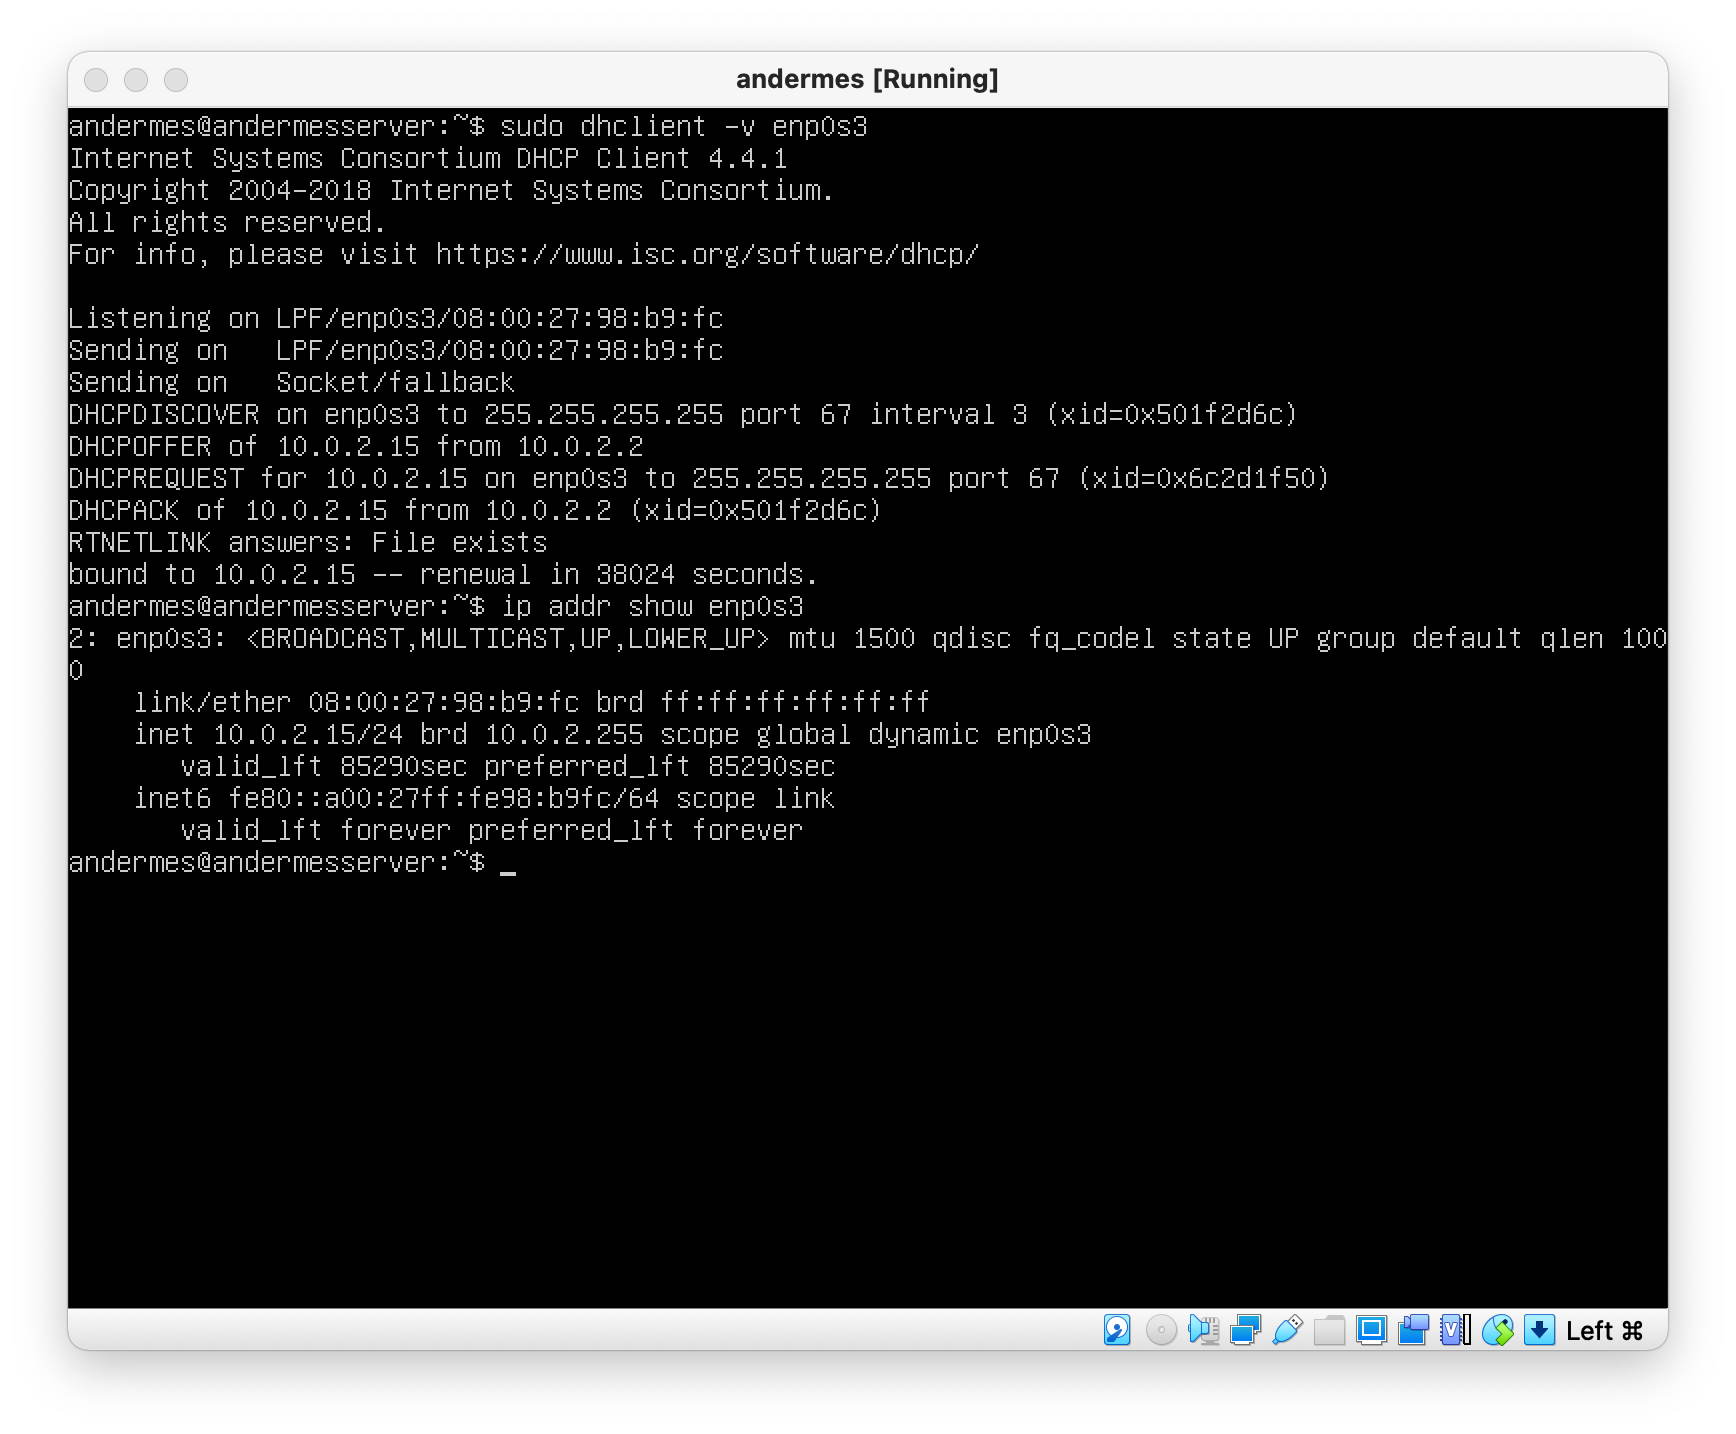 andermes [Running]
andermes@andermesserver:~$ sudo dhclient -v enp0s3
Internet Systems Consortium DHCP Client 4.4.1
Copyright 2004-2018 Internet Systems Consortium.
All rights reserved.
For info, please visit https://www.isc.org/software/dhcp/

Listening on LPF/enp0s3/08:00:27:98:b9:fc
Sending on   LPF/enp0s3/08:00:27:98:b9:fc
Sending on   Socket/fallback
DHCPDISCOVER on enp0s3 to 255.255.255.255 port 67 interval 3 (xid=0x501f2d6c)
DHCPOFFER of 10.0.2.15 from 10.0.2.2
DHCPREQUEST for 10.0.2.15 on enp0s3 to 255.255.255.255 port 67 (xid=0x6c2d1f50)
DHCPACK of 10.0.2.15 from 10.0.2.2 (xid=0x501f2d6c)
RTNETLINK answers: File exists
bound to 10.0.2.15 -- renewal in 38024 seconds.
andermes@andermesserver:~$ ip addr show enp0s3
2: enp0s3: <BROADCAST,MULTICAST,UP,LOWER_UP> mtu 1500 qdisc fq_codel state UP group default qlen 100
0
    link/ether 08:00:27:98:b9:fc brd ff:ff:ff:ff:ff:ff
    inet 10.0.2.15/24 brd 10.0.2.255 scope global dynamic enp0s3
       valid_lft 85290sec preferred_lft 85290sec
    inet6 fe80::a00:27ff:fe98:b9fc/64 scope link
       valid_lft forever preferred_lft forever
andermes@andermesserver:~$ _
Left ⌘